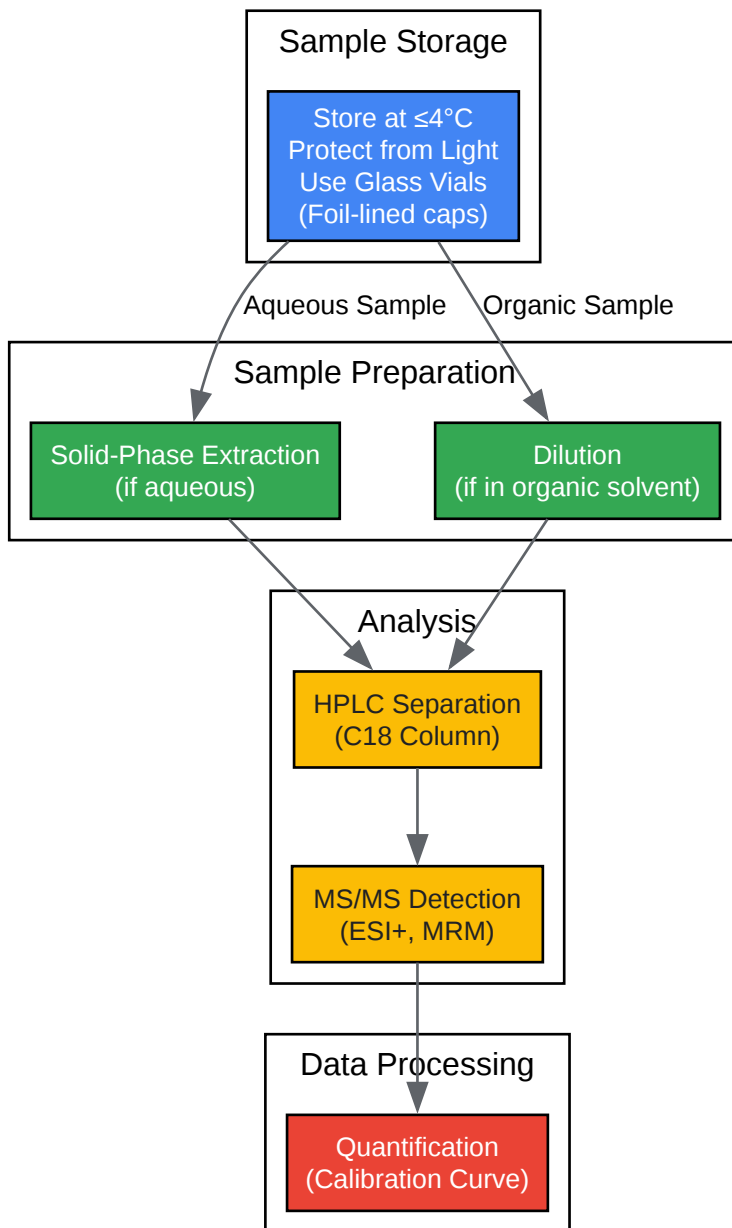 Sample Storage
Store at ≤4°C
Protect from Light
Use Glass Vials
(Foil-lined caps)
Aqueous Sample
Organic Sample
Sample Preparation
Solid-Phase Extraction
(if aqueous)
Dilution
(if in organic solvent)
Analysis
HPLC Separation
(C18 Column)
MS/MS Detection
(ESI+, MRM)
Data Processing
Quantification
(Calibration Curve)